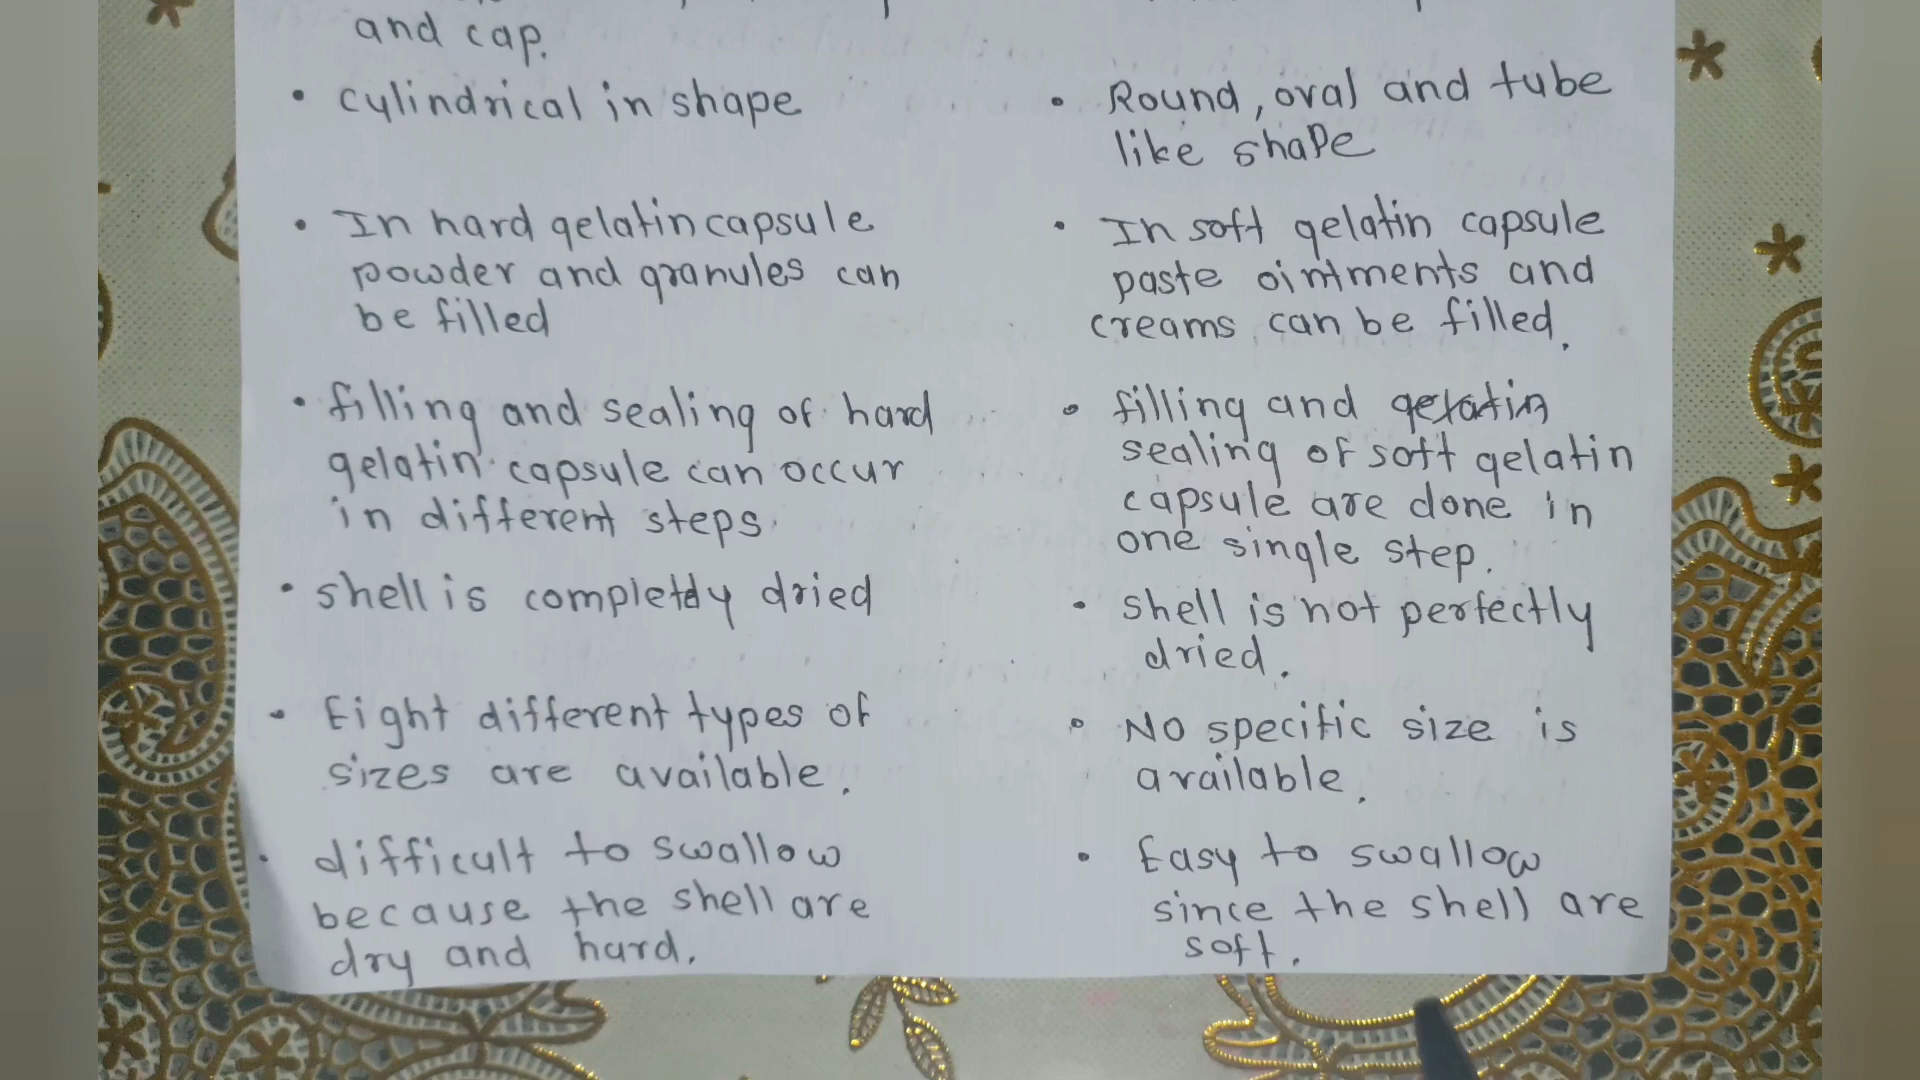 and cap.
• cylindrical in shape
• In hard gelatin capsule
powder and granules can
be filled
• filling and sealing of hard
gelatin capsule can occur
in different steps
• shell is completly dried
• Eight different types of
sizes are available.
• difficult to swallow
because the shell are
dry and hard.
• Round, oval and tube
like shape
• In soft gelatin capsule
paste ointments and
creams can be filled.
• filling and gelatin
sealing of soft gelatin
capsule are done in
one single step.
• shell is not perfectly
dried.
• No specific size is
available.
• Easy to swallow
since the shell are
soft.